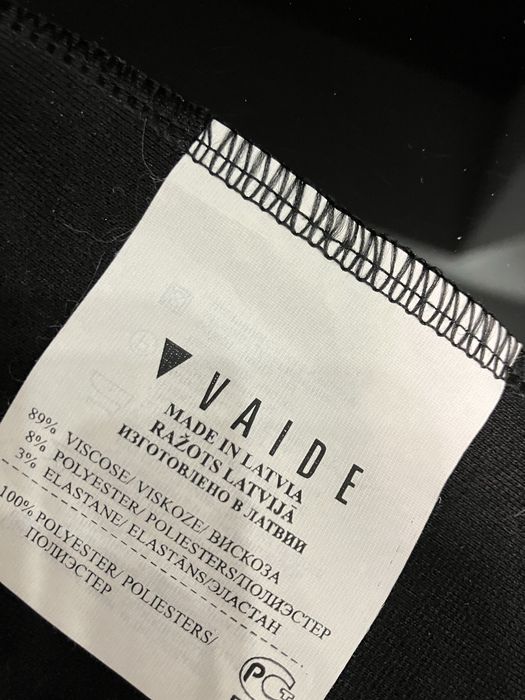 VAIDE
MADE IN LATVIA
RAŽOTS LATVIJĀ
ИЗГОТОВЛЕНО В ЛАТВИИ
89% VISCOSE/ VISKOZE/ ВИСКОЗА
8% POLYESTER/ POLIESTERS/ПОЛИЭСТЕР
3% ELASTANE/ ELASTĀNS/ЭЛАСТАН
100% POLYESTER/ POLIESTERS/
ПОЛИЭСТЕР